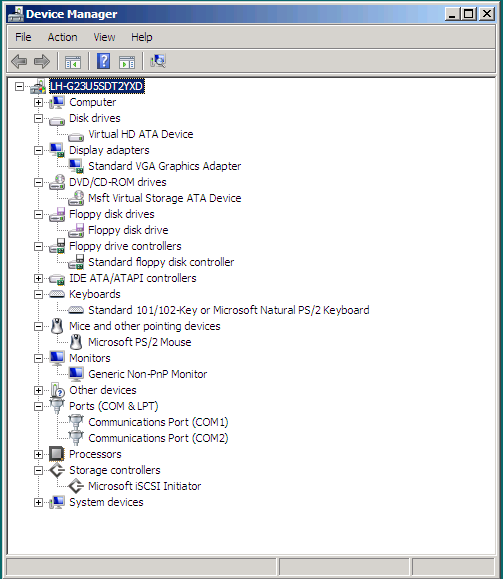 Device Manager
File Action View Help
LH-G23U5SDT2YXD
Computer
Disk drives
Virtual HD ATA Device
Display adapters
Standard VGA Graphics Adapter
DVD/CD-ROM drives
Msft Virtual Storage ATA Device
Floppy disk drives
Floppy disk drive
Floppy drive controllers
Standard floppy disk controller
IDE ATA/ATAPI controllers
Keyboards
Standard 101/102-Key or Microsoft Natural PS/2 Keyboard
Mice and other pointing devices
Microsoft PS/2 Mouse
Monitors
Generic Non-PnP Monitor
Other devices
Ports (COM & LPT)
Communications Port (COM1)
Communications Port (COM2)
Processors
Storage controllers
Microsoft iSCSI Initiator
System devices